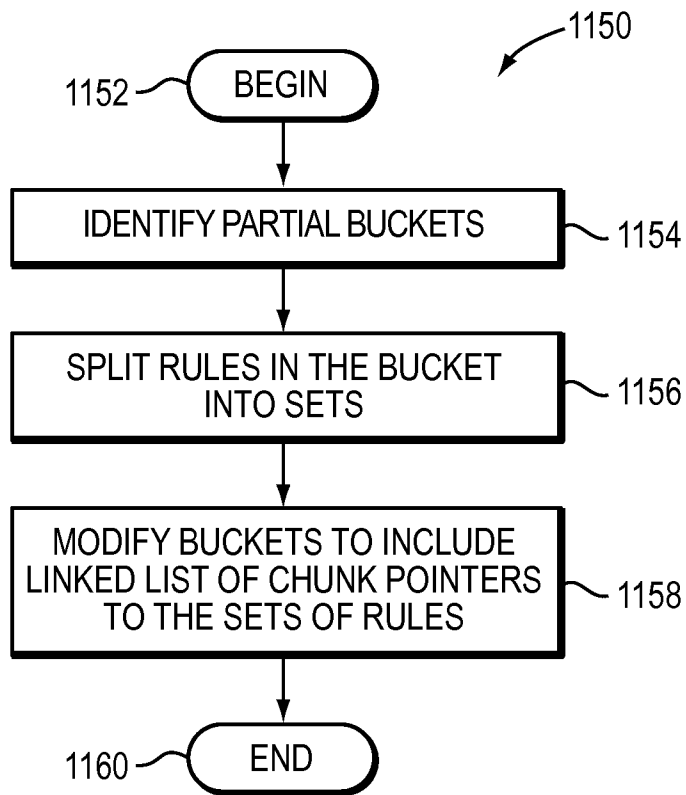 1150
1152
BEGIN
IDENTIFY PARTIAL BUCKETS
1154
SPLIT RULES IN THE BUCKET
INTO SETS
1156
MODIFY BUCKETS TO INCLUDE
LINKED LIST OF CHUNK POINTERS
TO THE SETS OF RULES
1158
END
1160